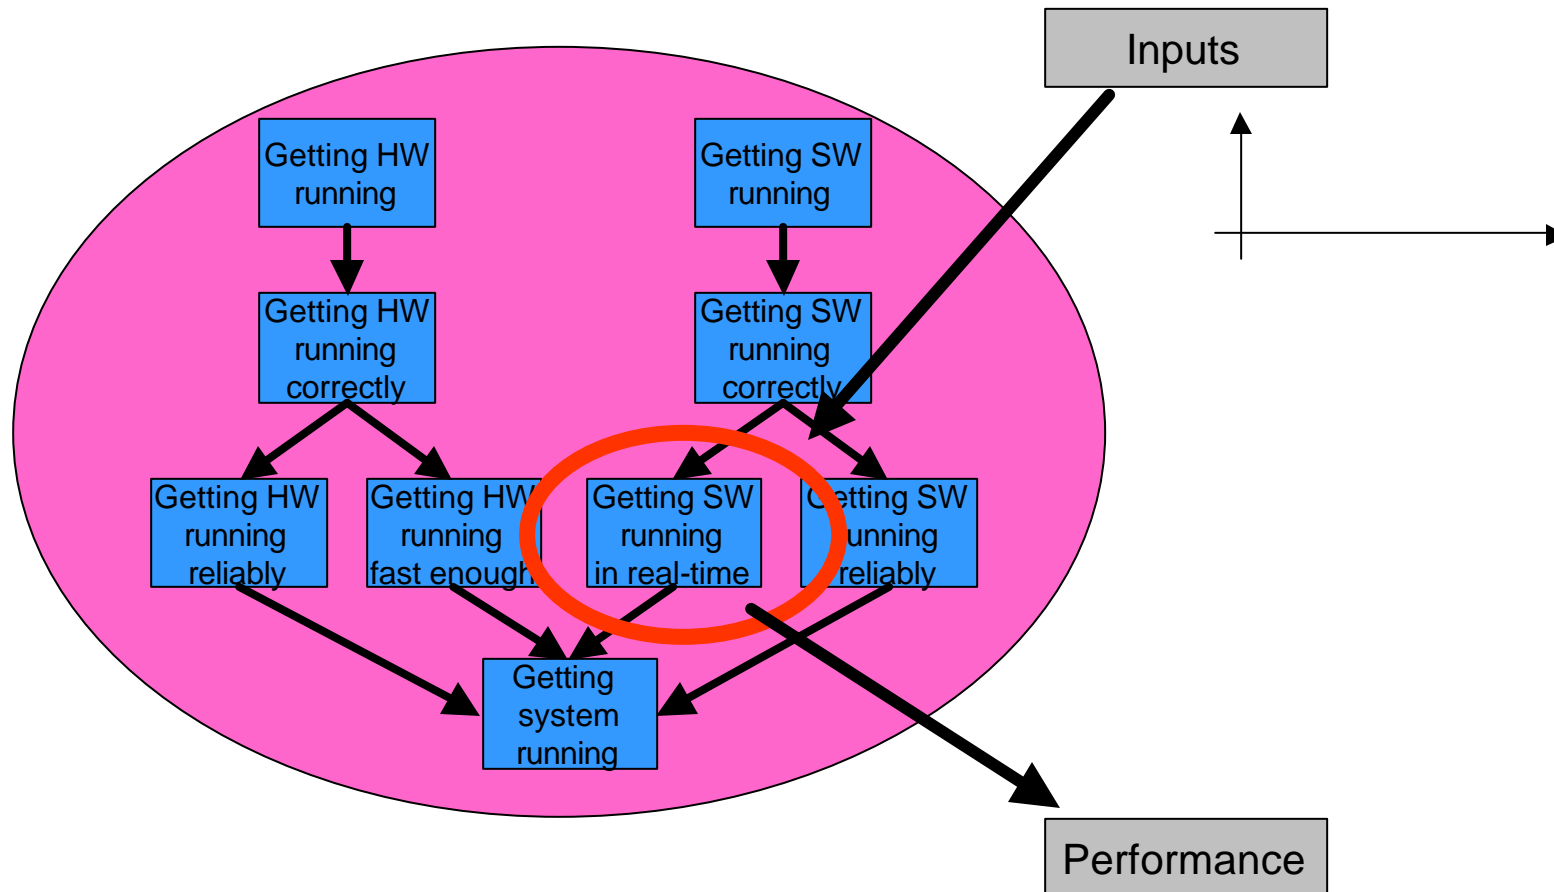 Inputs
Getting HW
running
Getting SW
running
Getting HW
running
correctly
Getting SW
running
correctly
Getting HW
running
reliably
Getting HW
running
fast enough
Getting SW
running
in real-time
Getting SW
running
reliably
Getting
system
running
Performance